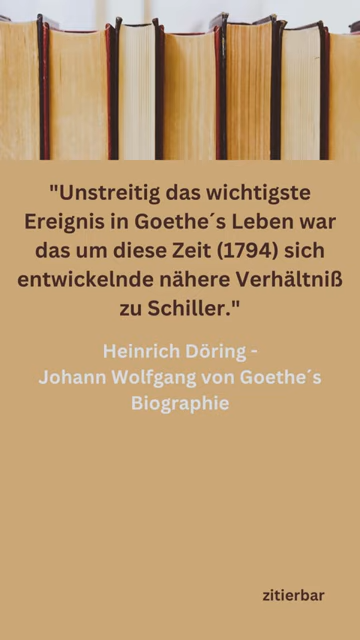 "Unstreitig das wichtigste
Ereignis in Goethe´s Leben war
das um diese Zeit (1794) sich
entwickelnde nähere Verhältniß
zu Schiller."
Heinrich Döring -
Johann Wolfgang von Goethe´s
Biographie
zitierbar